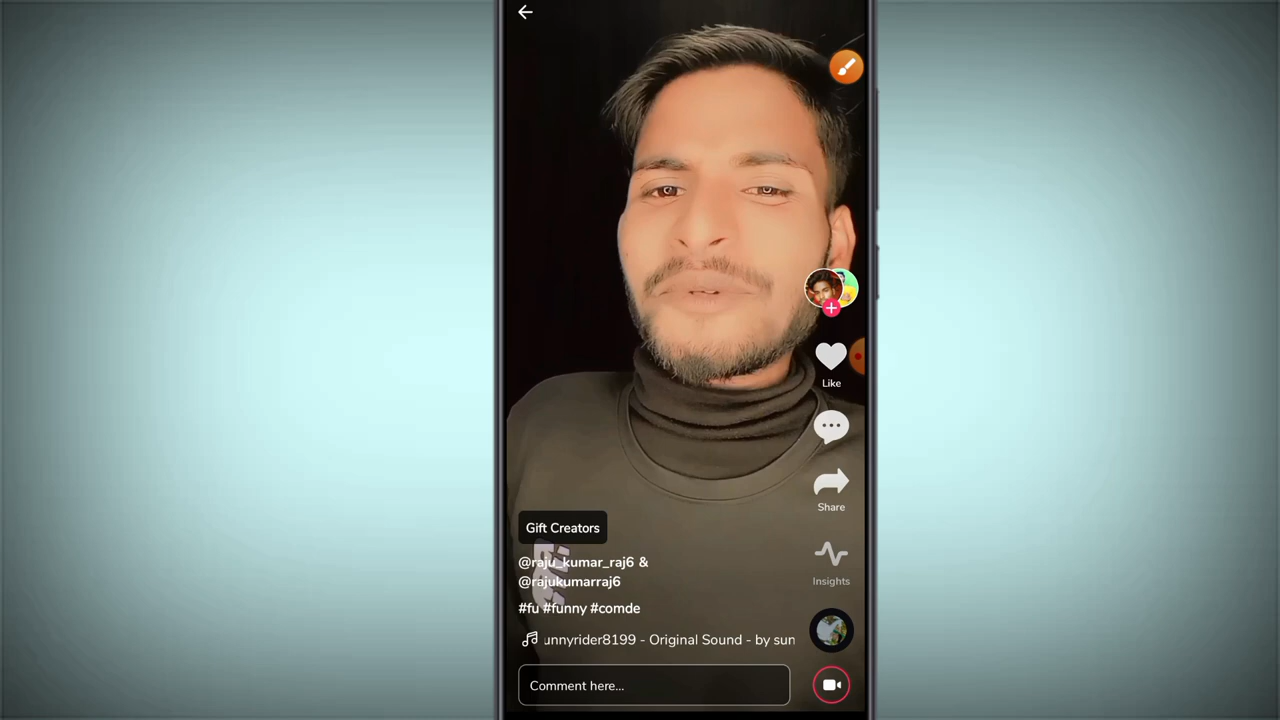 Like
Share
Gift Creators
@raju_kumar_raj6 &
@rajukumarraj6
Insights
#fu #funny #comde
unnyrider8199 - Original Sound - by sun
Comment here...